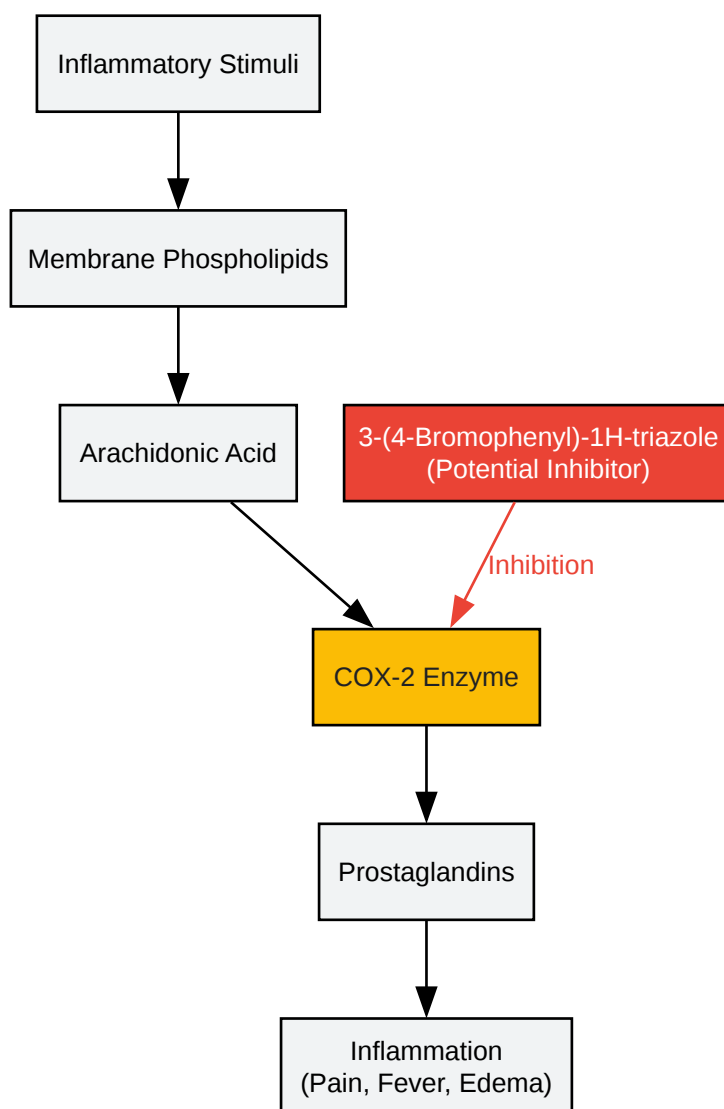 Inflammatory Stimuli
Membrane Phospholipids
Arachidonic Acid
3-(4-Bromophenyl)-1H-triazole
(Potential Inhibitor)
Inhibition
COX-2 Enzyme
Prostaglandins
Inflammation
(Pain, Fever, Edema)